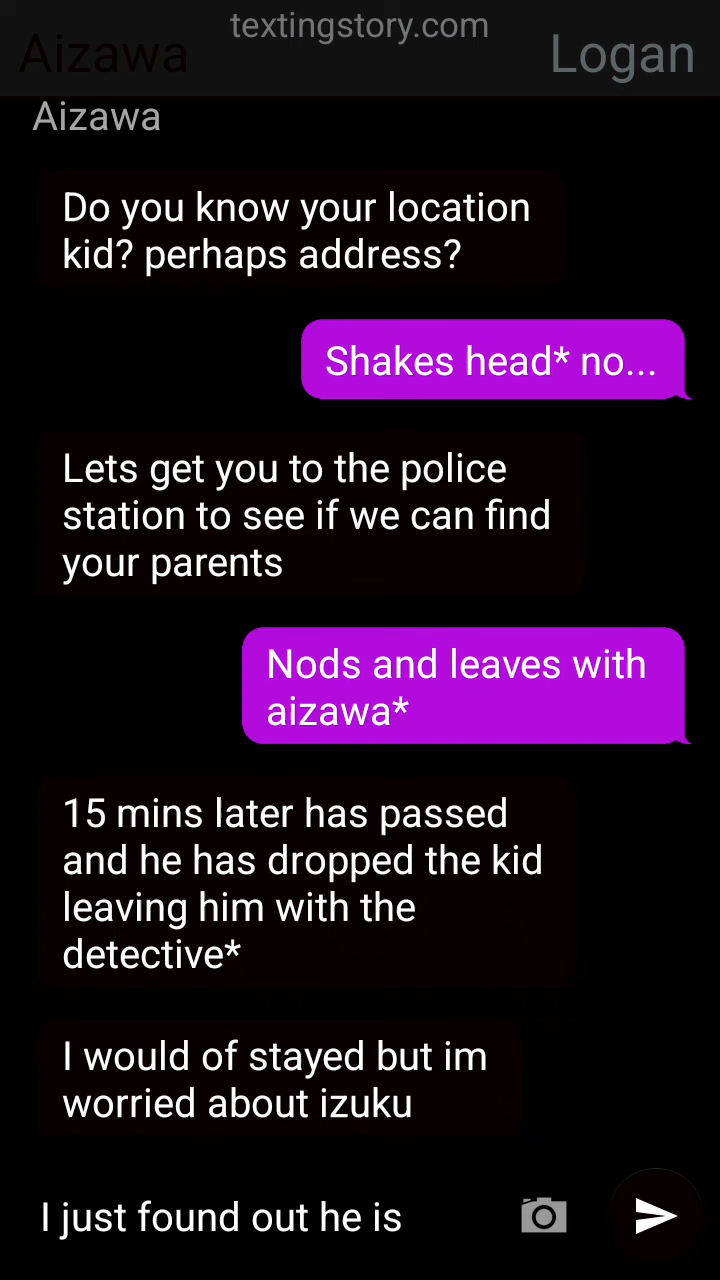 textingstory.com
Aizawa
Logan
Aizawa
Do you know your location
kid? perhaps address?
Shakes head* no...
Lets get you to the police
station to see if we can find
your parents
Nods and leaves with
aizawa*
15 mins later has passed
and he has dropped the kid
leaving him with the
detective*
I would of stayed but im
worried about izuku
I just found out he is